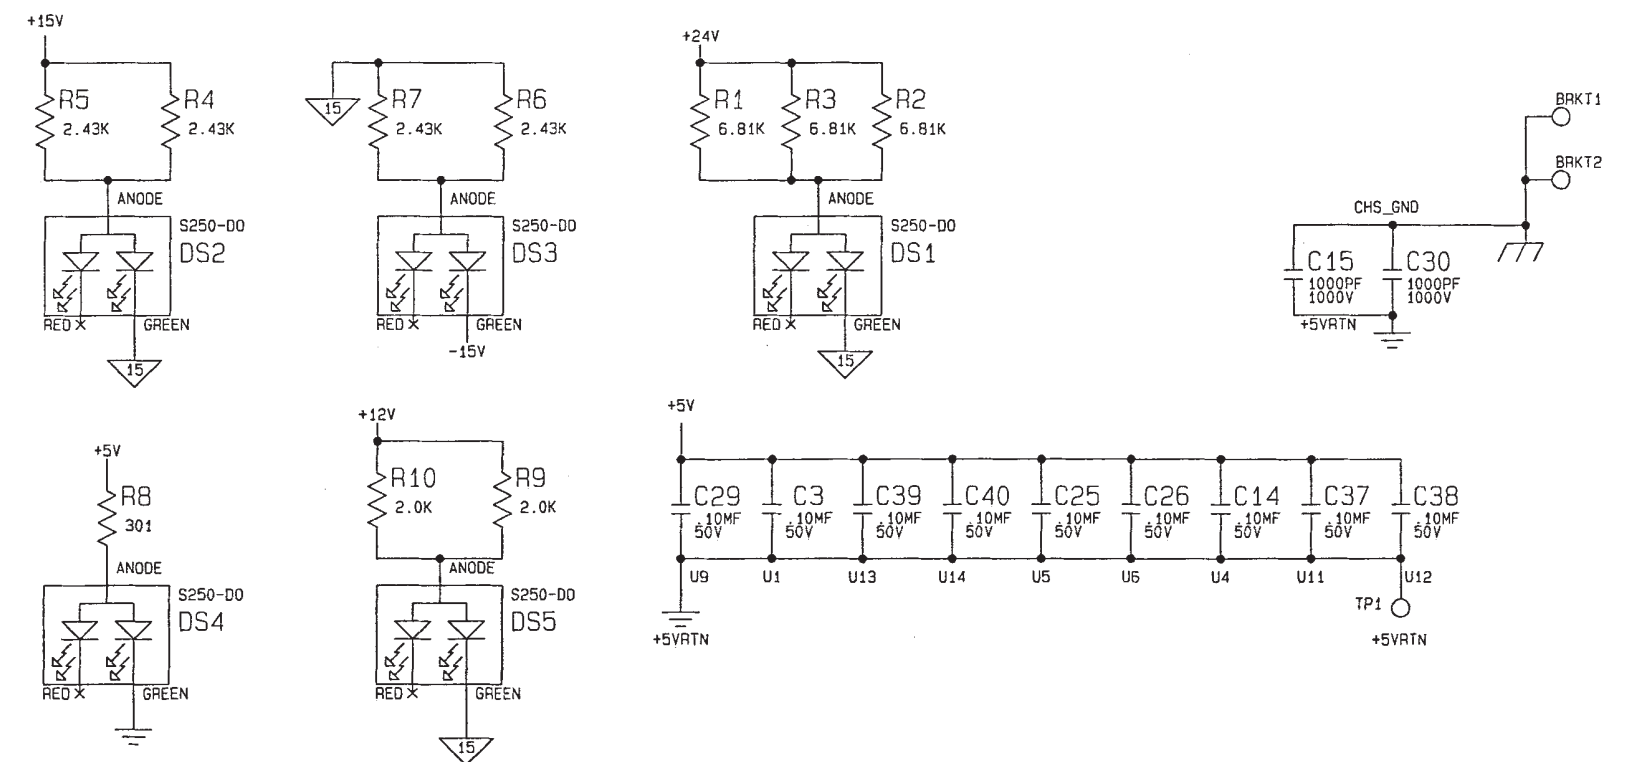 +15V
R5
2.43K
R4
2.43K
ANODE
S250-DO
DS2
RED
GREEN
15
15
R7
2.43K
R6
2.43K
ANODE
S250-DO
DS3
RED
GREEN
-15V
+24V
R1
6.81K
R3
6.81K
R2
6.81K
ANODE
S250-DO
DS1
RED
GREEN
15
BRKT1
BRKT2
CHS_GND
C15
1000PF
1000V
C30
1000PF
1000V
+5VRTN
+5V
R8
301
ANODE
S250-DO
DS4
RED
GREEN
+12V
R10
2.0K
R9
2.0K
ANODE
S250-DO
DS5
RED
GREEN
15
+5V
C29
.10MF
50V
C3
.10MF
50V
C39
.10MF
50V
C40
.10MF
50V
C25
.10MF
50V
C26
.10MF
50V
C14
.10MF
50V
C37
.10MF
50V
C38
.10MF
50V
U9
U1
U13
U14
U5
U6
U4
U11
U12
+5VRTN
TP1
+5VRTN